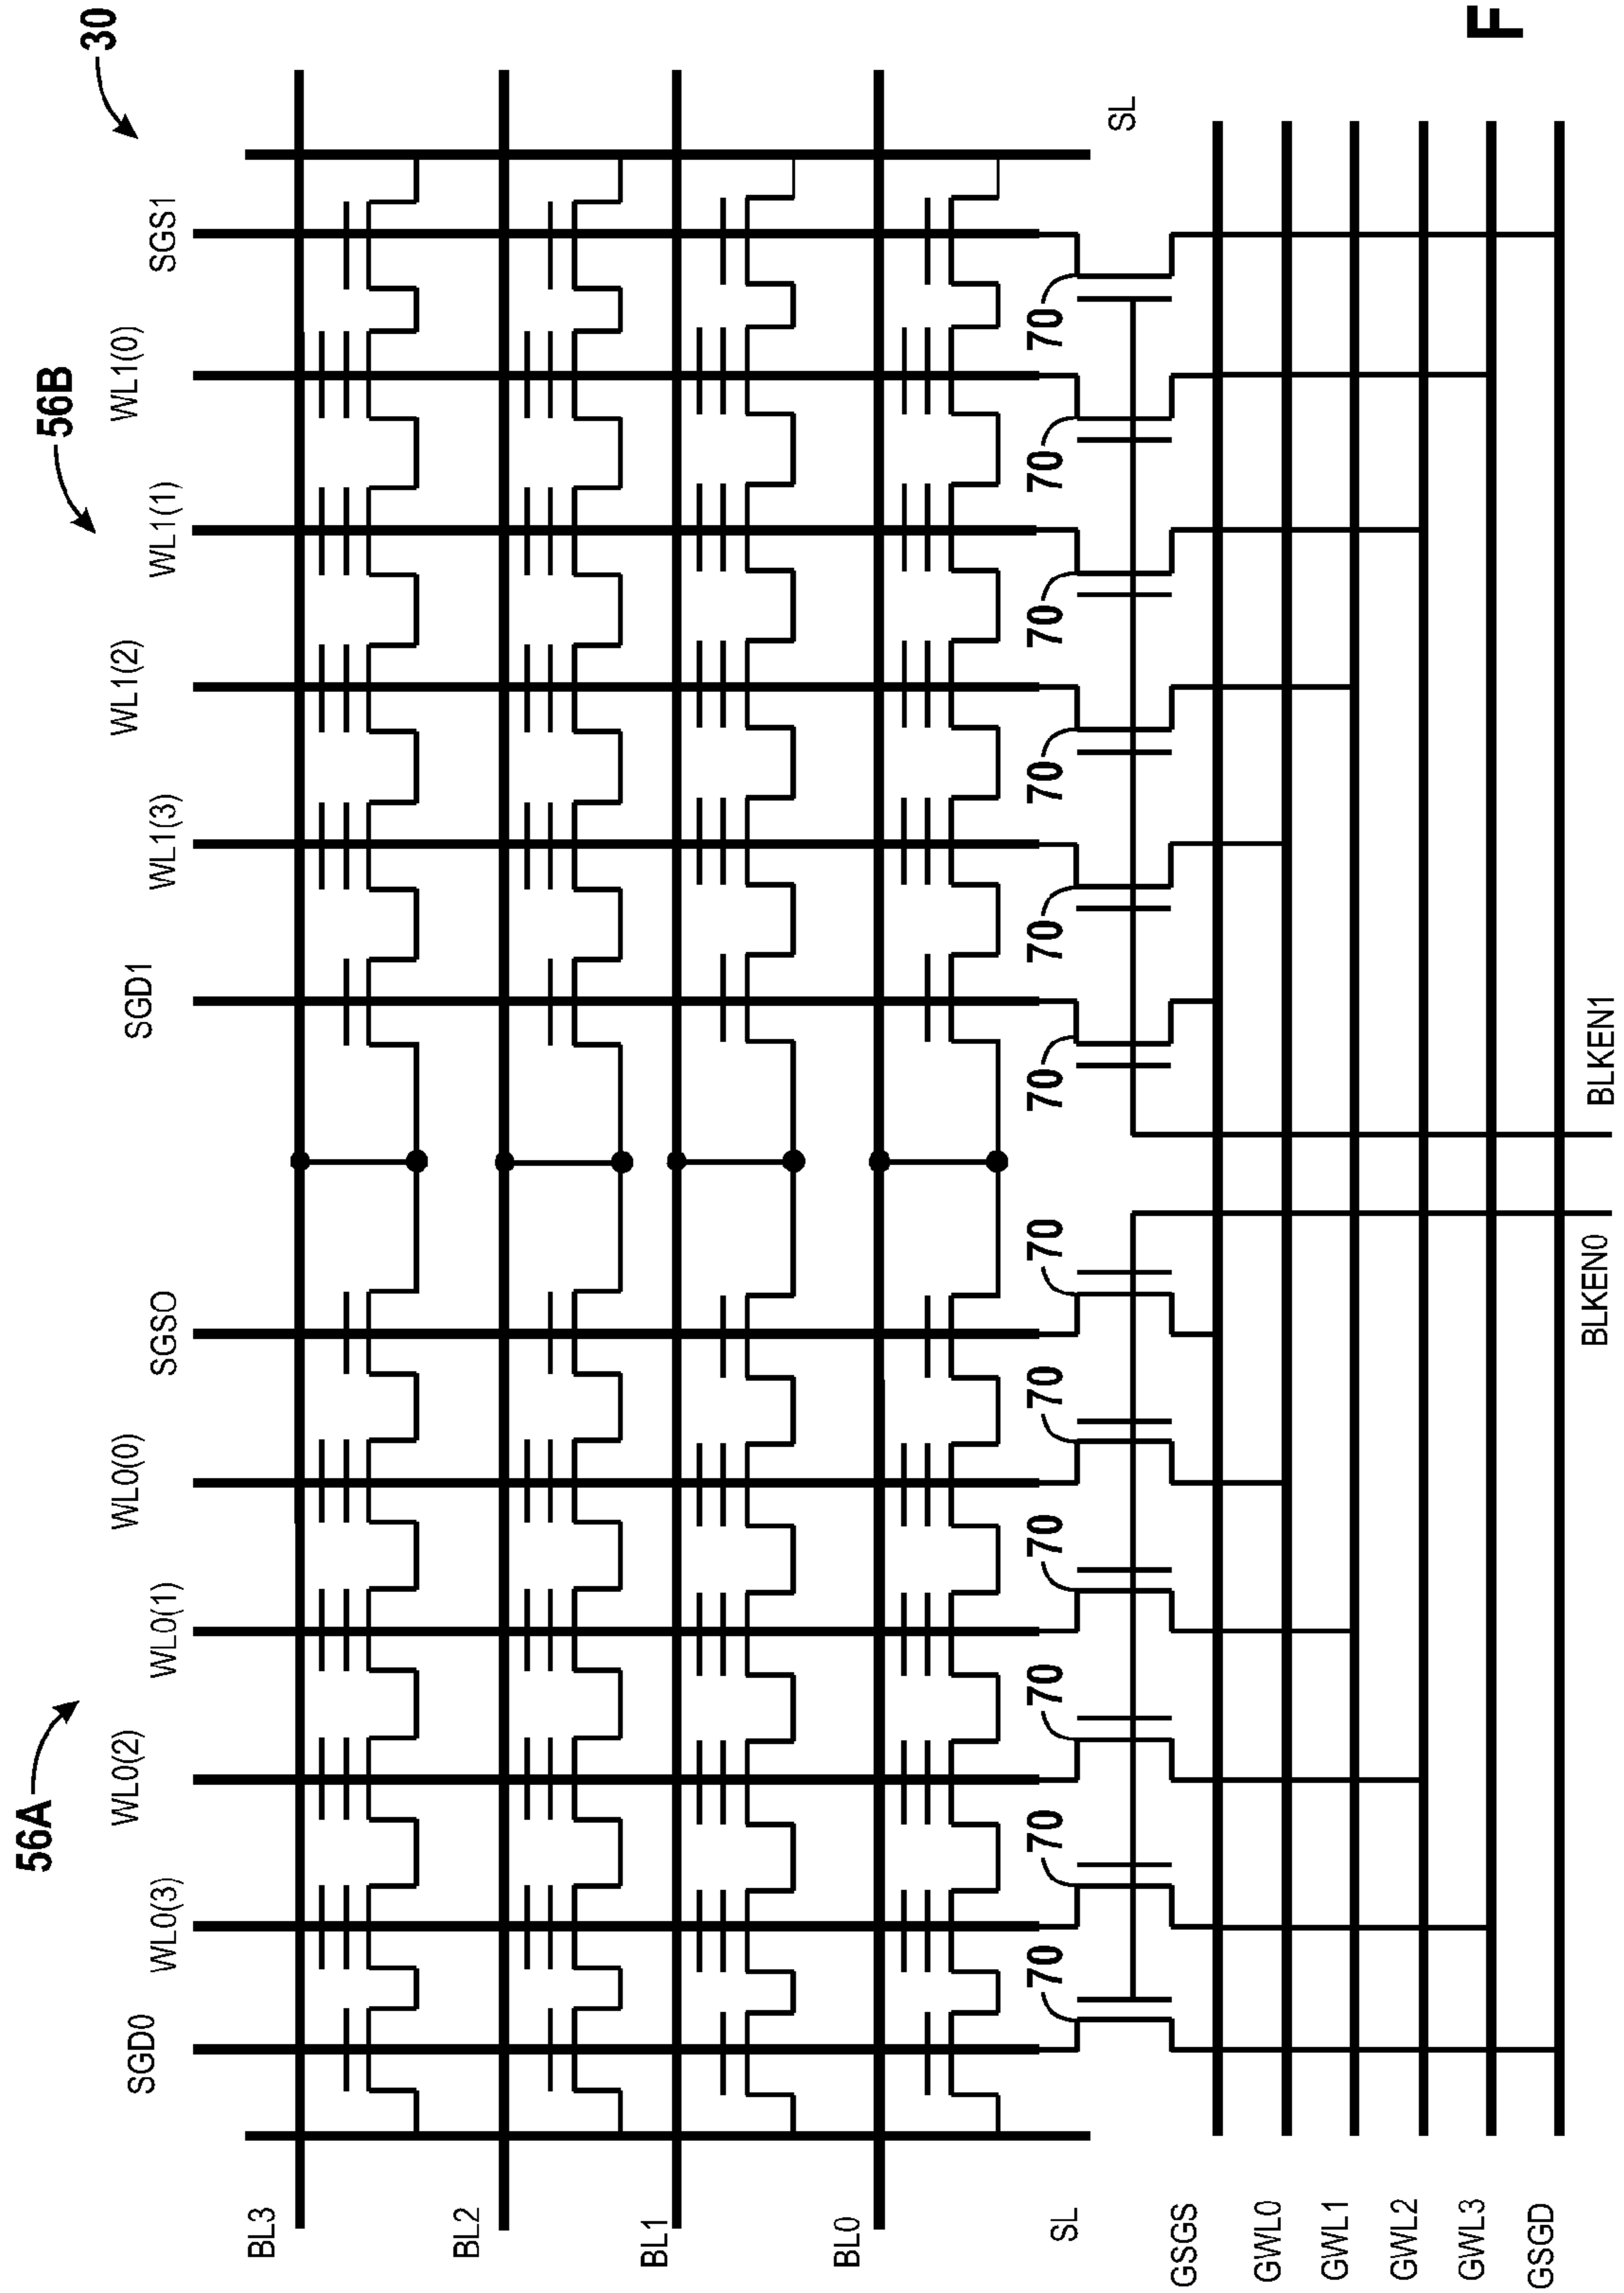 56A
56B
30
SGD0
WL0(3)
WL0(2)
WL0(1)
WL0(0)
SGSO
SGD1
WL1(3)
WL1(2)
WL1(1)
WL1(0)
SGS1
BL3
BL2
BL1
BL0
70
70
70
70
70
70
70
70
70
70
70
70
SL
SL
GSGS
GWL0
GWL1
GWL2
GWL3
GSGD
BLKEN0
BLKEN1
F